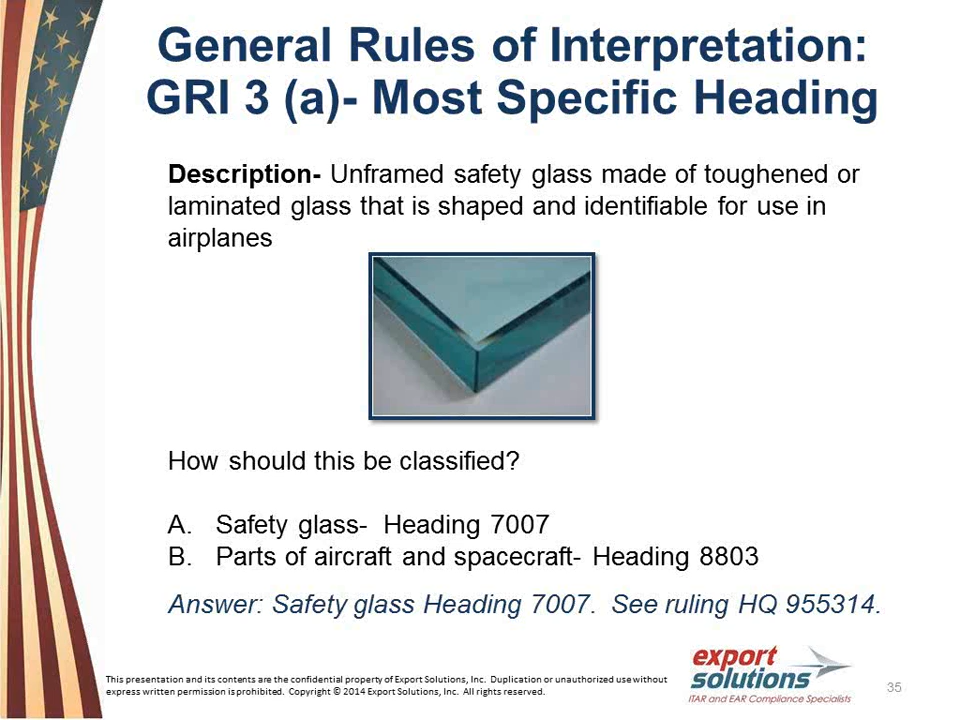 General Rules of Interpretation:
GRI 3 (a)- Most Specific Heading
Description- Unframed safety glass made of toughened or
laminated glass that is shaped and identifiable for use in
airplanes
How should this be classified?
A. Safety glass- Heading 7007
B. Parts of aircraft and spacecraft- Heading 8803
Answer: Safety glass Heading 7007. See ruling HQ 955314.
This presentation and its contents are the confidential property of Export Solutions, Inc. Duplication or unauthorized use without
express written permission is prohibited. Copyright © 2014 Export Solutions, Inc. All rights reserved.
export
solutions
ITAR and EAR Compliance Specialists
35